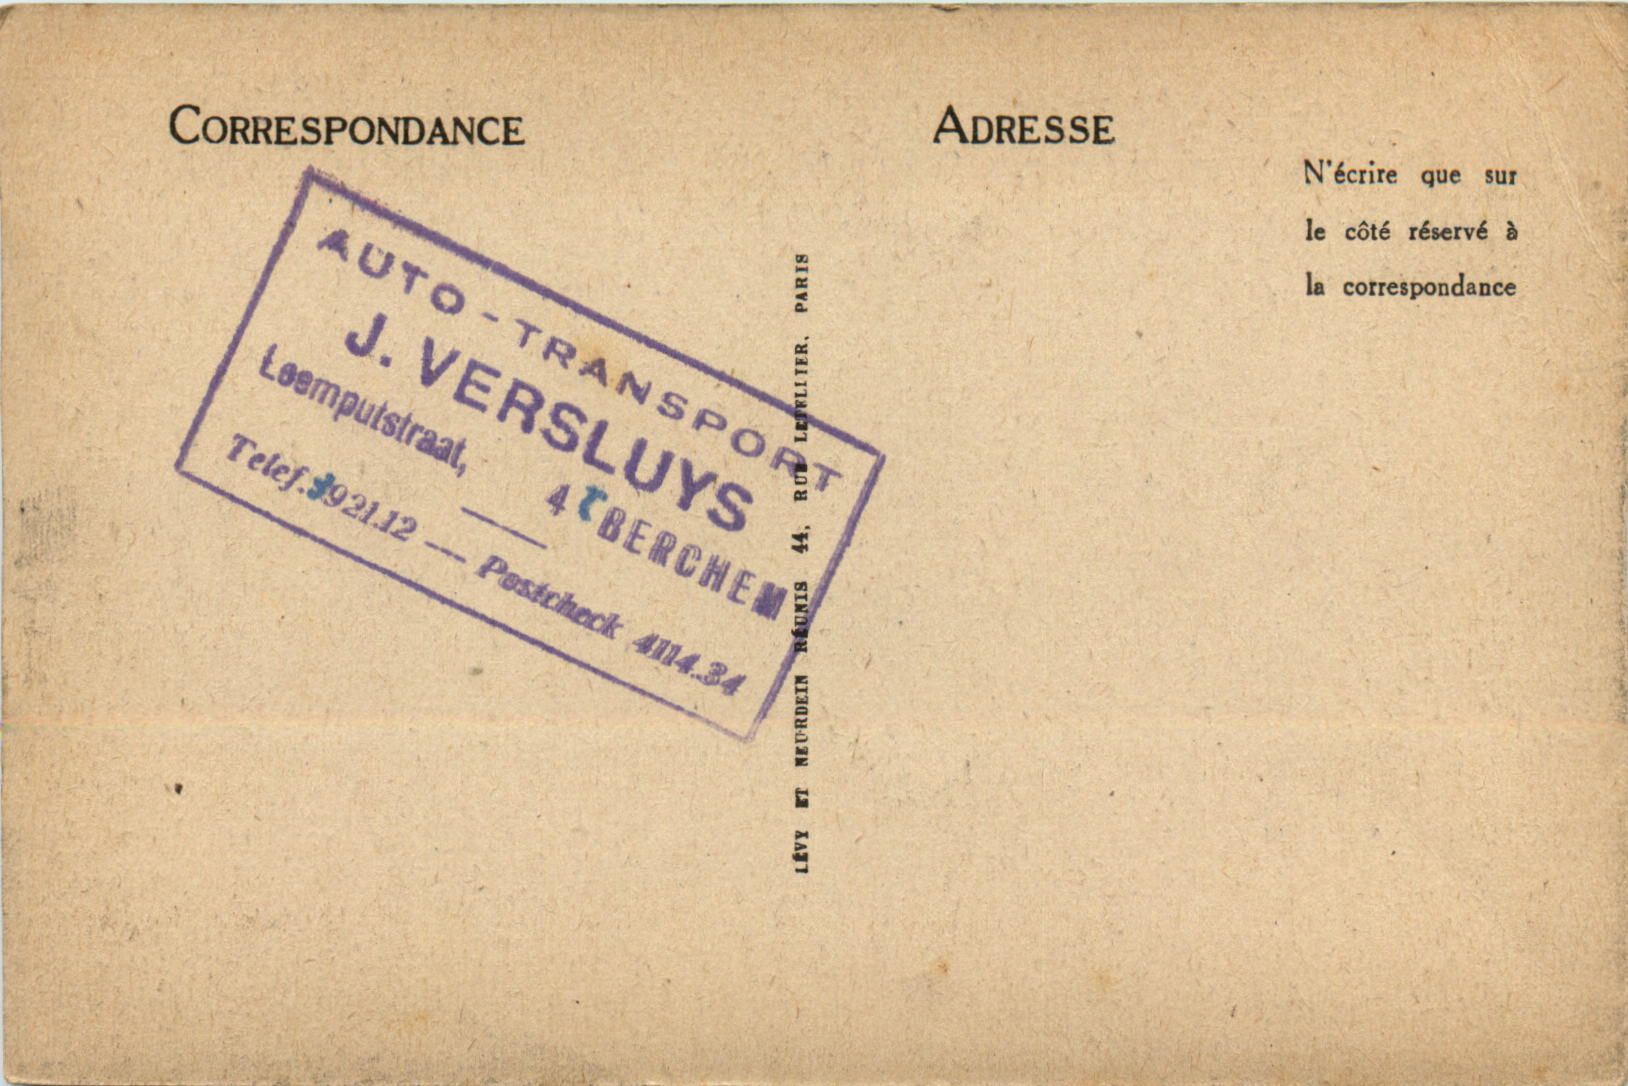 CORRESPONDANCE
ADRESSE
N'écrire que sur
le côté réservé à
la correspondance
AUTO-TRANSPORT
J. VERSLUYS
Leemputstraat, 4 BERCHEM
Telef. 921.12 — Postcheck 4114.34
LÉVY ET NEURDEIN RÉUNIS 44, RUE LETELLIER, PARIS